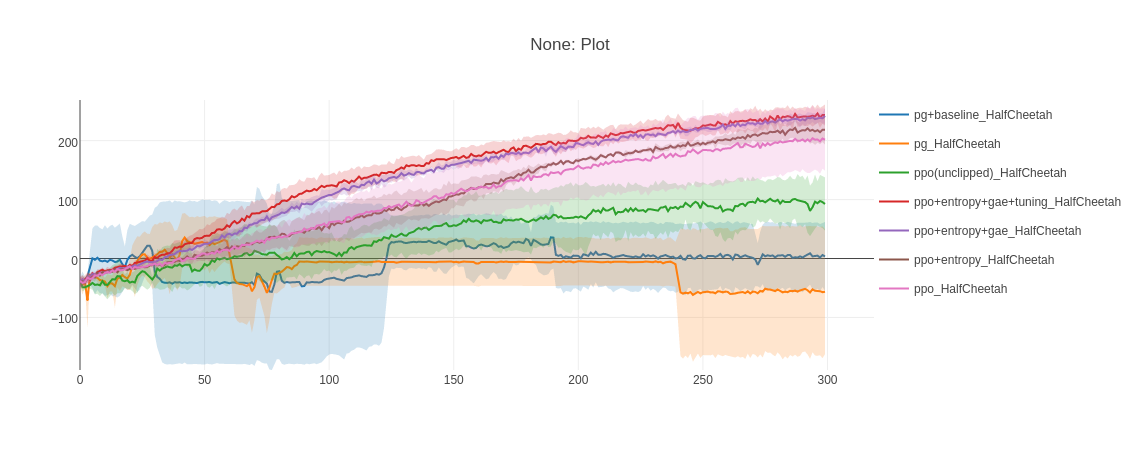 None: Plot
200
100
0
−100
0
50
100
150
200
250
300
pg+baseline_HalfCheetah
pg_HalfCheetah
ppo(unclipped)_HalfCheetah
ppo+entropy+gae+tuning_HalfCheetah
ppo+entropy+gae_HalfCheetah
ppo+entropy_HalfCheetah
ppo_HalfCheetah